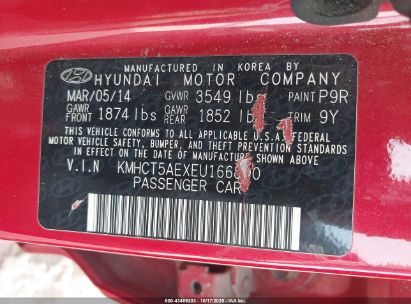 MANUFACTURED IN KOREA BY
HYUNDAI MOTOR COMPANY
MAR/05/14 GVWR 3549 lbs PAINT P9R
GAWR FRONT 1874 lbs GAWR REAR 1852 lbs TRIM 9Y
THIS VEHICLE CONFORMS TO ALL APPLICABLE U.S.A. FEDERAL
MOTOR VEHICLE SAFETY, BUMPER, AND THEFT PREVENTION STANDARDS
IN EFFECT ON THE DATE OF MANUFACTURE SHOWN ABOVE.
V.I.N
PASSENGER CAR